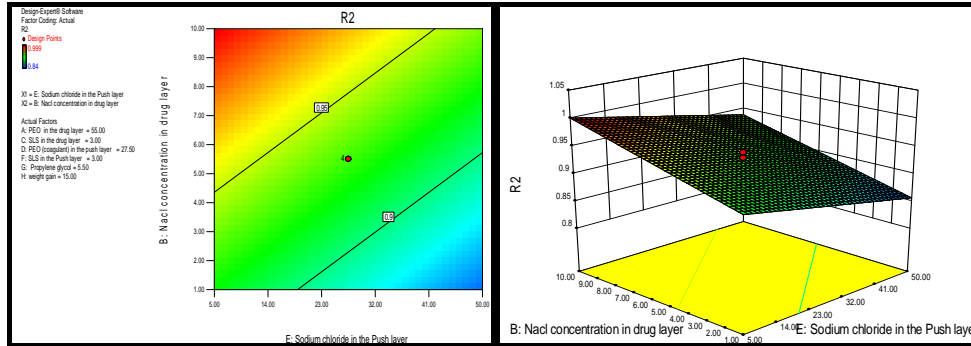 Design-Expert® Software
Factor Coding: Actual
R2
Design Points
0.999
0.84
X1 = E: Sodium chloride in the Push layer
X2 = B: Nacl concentration in drug layer
Actual Factors
A: PEO in the drug layer = 55.00
C: SLS in the drug layer = 3.00
D: PEO (coagulant) in the push layer = 27.50
F: SLS in the Push layer = 3.00
G: Propylene glycol = 5.50
H: weight gain = 15.00
R2
B: Nacl concentration in drug layer
10.00
9.00
8.00
7.00
6.00
5.00
4.00
3.00
2.00
1.00
0.95
4
0.9
5.00 14.00 23.00 32.00 41.00 50.00
E: Sodium chloride in the Push layer
R2
1.05
1
0.95
0.9
0.85
0.8
10.00
9.00
8.00
7.00
6.00
5.00
4.00
3.00
2.00
1.00
5.00
14.00
23.00
32.00
41.00
50.00
B: Nacl concentration in drug layer
E: Sodium chloride in the Push laye